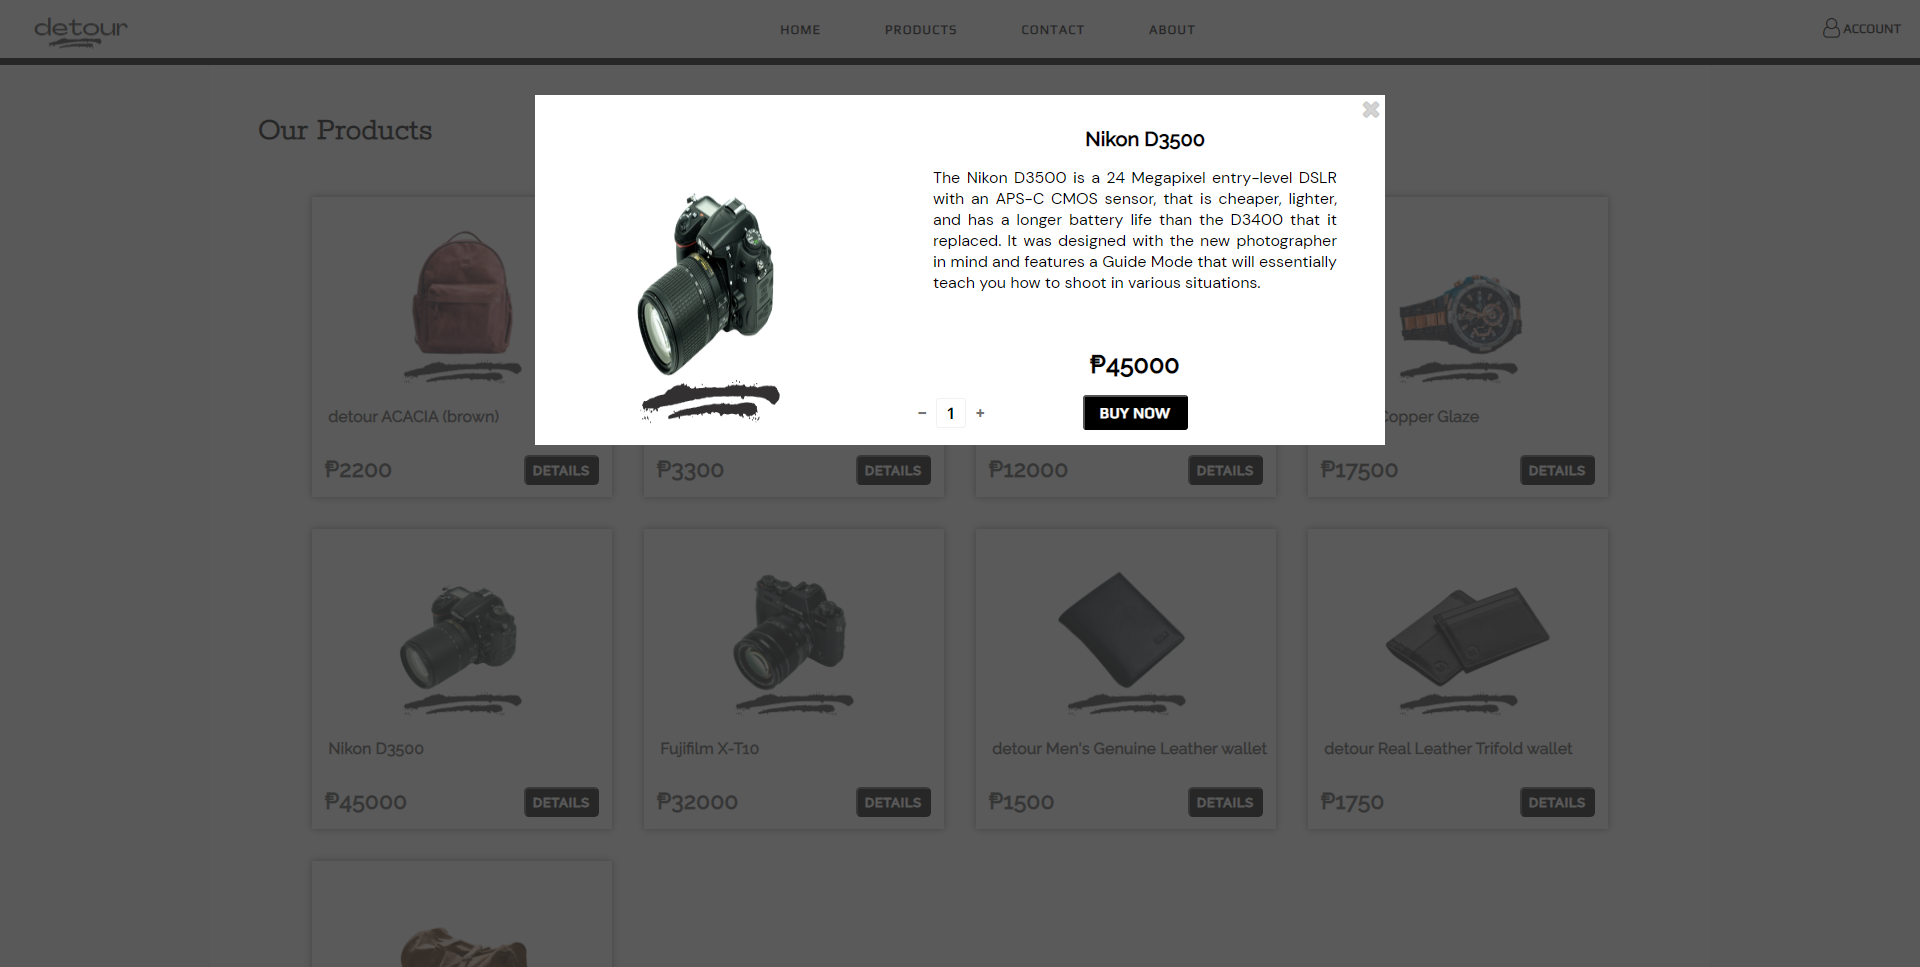 detour
HOME
PRODUCTS
CONTACT
ABOUT
ACCOUNT
Our Products
Nikon D3500
The Nikon D3500 is a 24 Megapixel entry-level DSLR
with an APS-C CMOS sensor, that is cheaper, lighter,
and has a longer battery life than the D3400 that it
replaced. It was designed with the new photographer
in mind and features a Guide Mode that will essentially
teach you how to shoot in various situations.
₱45000
− 1 +
BUY NOW
detour ACACIA (brown)
Copper Glaze
₱2200
DETAILS
₱3300
DETAILS
₱12000
DETAILS
₱17500
DETAILS
Nikon D3500
Fujifilm X-T10
detour Men's Genuine Leather wallet
detour Real Leather Trifold wallet
₱45000
DETAILS
₱32000
DETAILS
₱1500
DETAILS
₱1750
DETAILS